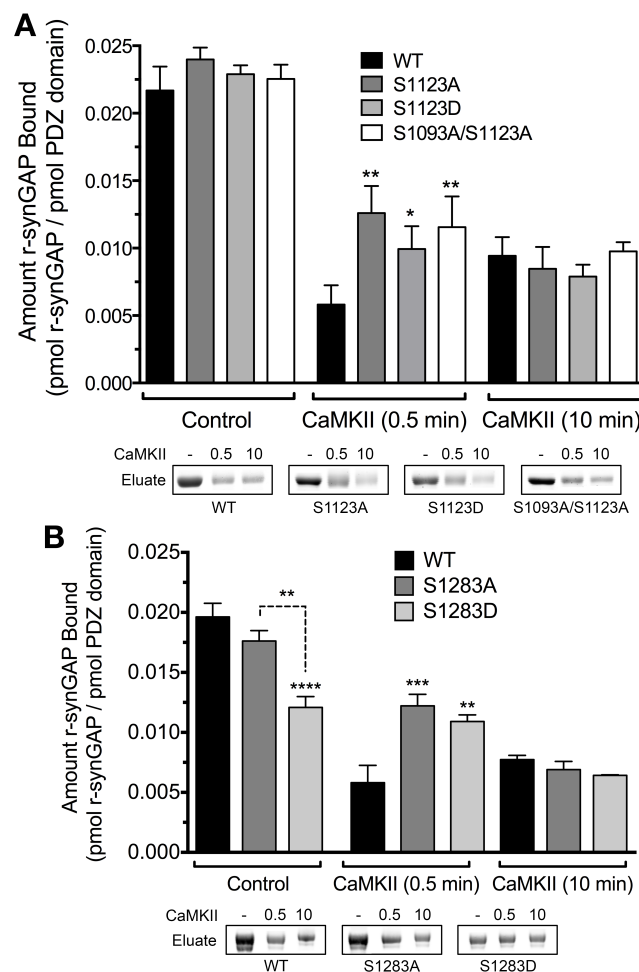 A
0.025
0.020
0.015
0.010
0.005
0.000
Amount r-synGAP Bound
(pmol r-synGAP / pmol PDZ domain)
WT
S1123A
S1123D
S1093A/S1123A
** * **
Control CaMKII (0.5 min) CaMKII (10 min)
CaMKII - 0.5 10 - 0.5 10 - 0.5 10 - 0.5 10
Eluate
WT S1123A S1123D S1093A/S1123A
B
0.025
0.020
0.015
0.010
0.005
0.000
Amount r-synGAP Bound
(pmol r-synGAP / pmol PDZ domain)
WT
S1283A
S1283D
**
**** *** **
Control CaMKII (0.5 min) CaMKII (10 min)
CaMKII - 0.5 10 - 0.5 10 - 0.5 10
Eluate
WT S1283A S1283D